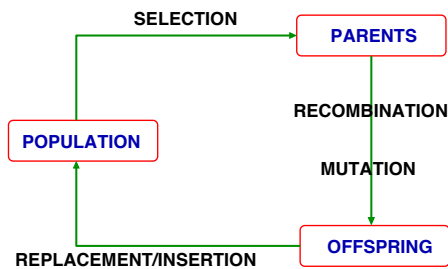 SELECTION
PARENTS
RECOMBINATION
POPULATION
MUTATION
OFFSPRING
REPLACEMENT/INSERTION